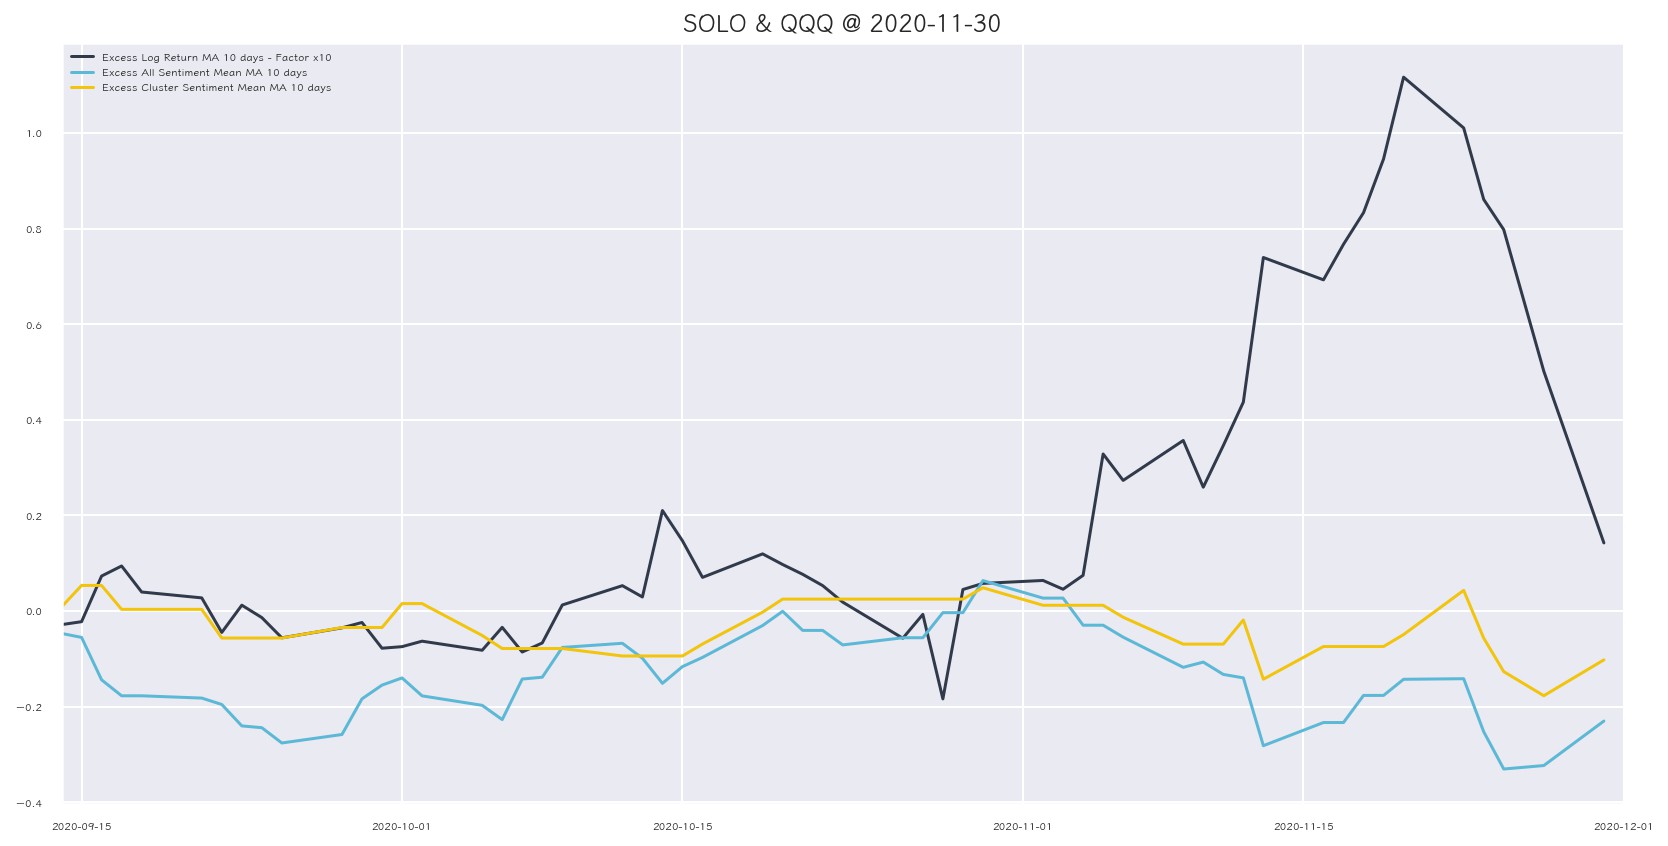 SOLO & QQQ @ 2020-11-30
Excess Log Return MA 10 days - Factor x10
Excess All Sentiment Mean MA 10 days
Excess Cluster Sentiment Mean MA 10 days
1.0
0.8
0.6
0.4
0.2
0.0
−0.2
−0.4
2020-09-15 2020-10-01 2020-10-15 2020-11-01 2020-11-15 2020-12-01